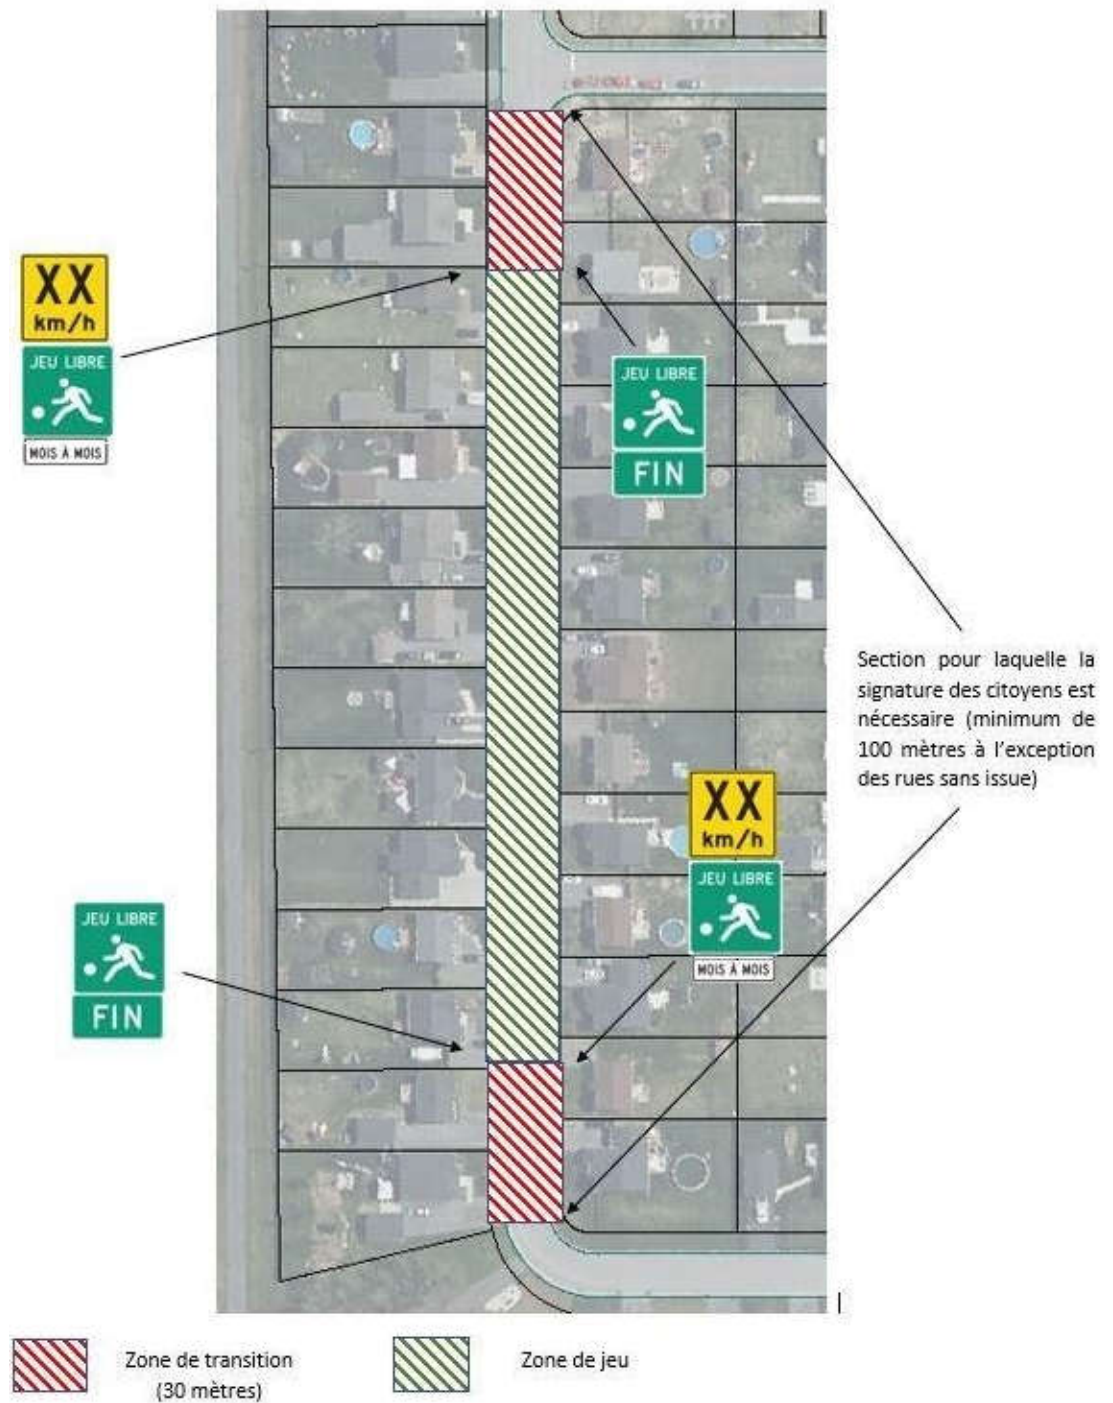 XX
km/h
JEU LIBRE
MOIS À MOIS
JEU LIBRE
FIN
Section pour laquelle la
signature des citoyens est
nécessaire (minimum de
100 mètres à l'exception
des rues sans issue)
XX
km/h
JEU LIBRE
MOIS À MOIS
JEU LIBRE
FIN
Zone de transition
(30 mètres)
Zone de jeu